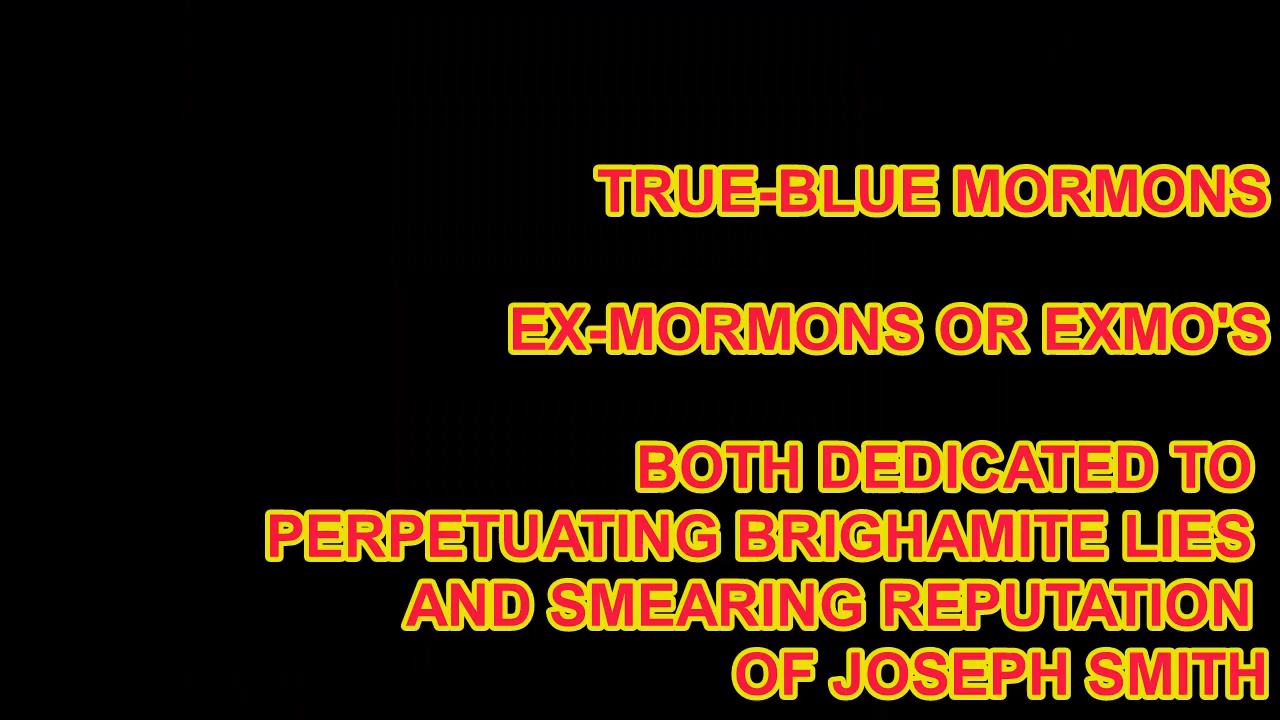 TRUE-BLUE MORMONS
EX-MORMONS OR EXMO'S
BOTH DEDICATED TO
PERPETUATING BRIGHAMITE LIES
AND SMEARING REPUTATION
OF JOSEPH SMITH